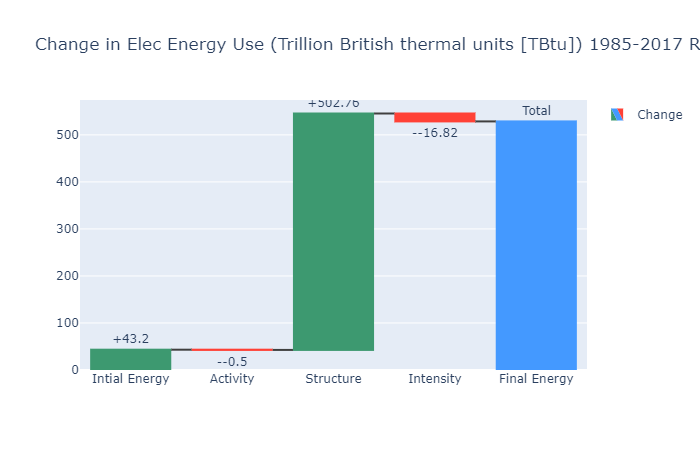 Change in Elec Energy Use (Trillion British thermal units [TBtu]) 1985-2017 R
+502.76
Total
Change
500
--16.82
400
300
200
100
+43.2
--0.5
0
Intial Energy Activity Structure Intensity Final Energy